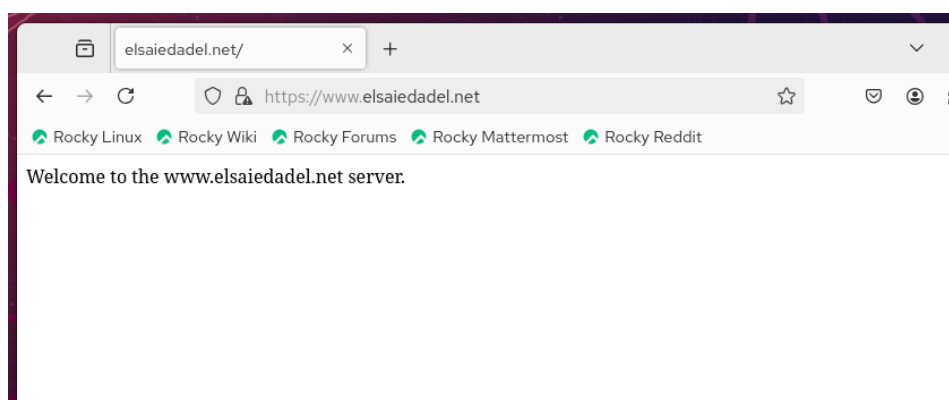 elsaiedadel.net/
https://www.elsaiedadel.net
Rocky Linux Rocky Wiki Rocky Forums Rocky Mattermost Rocky Reddit
Welcome to the www.elsaiedadel.net server.